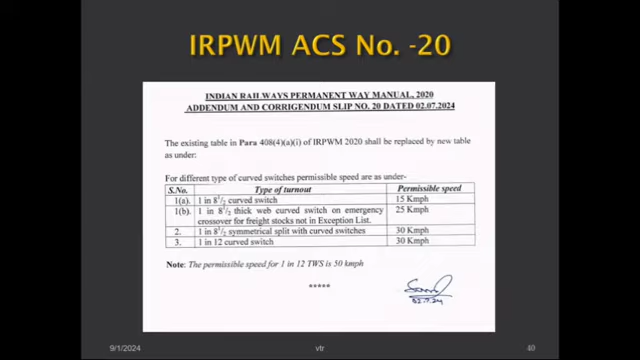 IRPWM ACS No. -20
INDIAN RAILWAYS PERMANENT WAY MANUAL, 2020
ADDENDUM AND CORRIGENDUM SLIP NO. 20 DATED 02.07.2024
The existing table in Para 408(4)(a)(i) of IRPWM 2020 shall be replaced by new table
as under:
For different type of curved switches permissible speed are as under-
S.No. Type of turnout Permissible speed
1(a). 1 in 8¹/₂ curved switch 15 Kmph
1(b). 1 in 8¹/₂ thick web curved switch on emergency 25 Kmph
crossover for freight stocks not in Exception List.
2. 1 in 8¹/₂ symmetrical split with curved switches 30 Kmph
3. 1 in 12 curved switch 30 Kmph
Note: The permissible speed for 1 in 12 TWS is 50 kmph
*****
02.7.24
9/1/2024 vtr 40